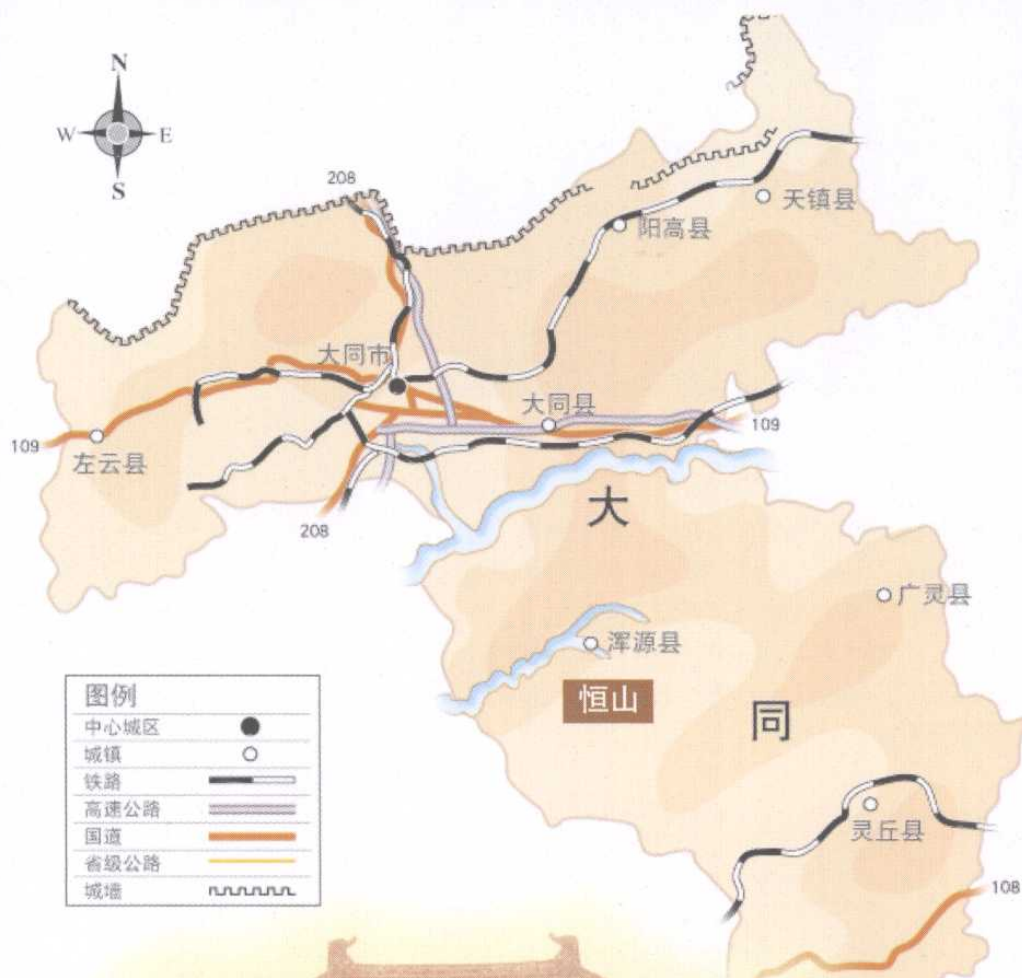 N
W
E
S
208
天镇县
阳高县
大同市
大同县
109
109
左云县
208
大
广灵县
浑源县
恒山
同
灵丘县
108
图例
中心城区
城镇
铁路
高速公路
国道
省级公路
城墙